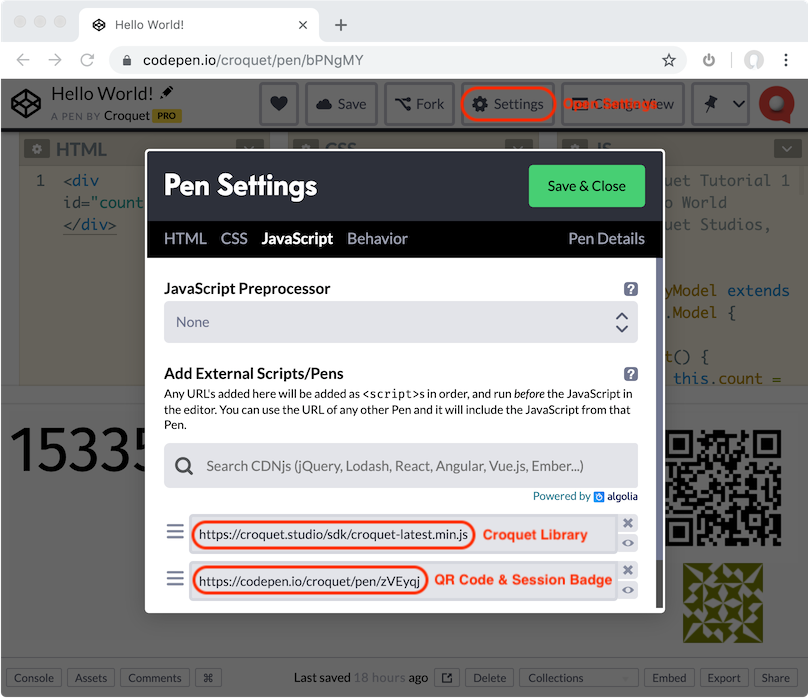 Hello World!
codepen.io/croquet/pen/bPNgMY
Hello World!
A PEN BY Croquet PRO
Save
Fork
Settings
Open Settings
Change View
HTML
CSS
JS
1 <div
id="count
</div>
uet Tutorial 1
o World
uet Studios,
yModel extends
.Model {
t() {
this.count =
Pen Settings
Save & Close
HTML CSS JavaScript Behavior Pen Details
JavaScript Preprocessor ?
None
Add External Scripts/Pens ?
Any URL's added here will be added as <script>s in order, and run before the JavaScript in
the editor. You can use the URL of any other Pen and it will include the JavaScript from that
Pen.
Search CDNjs (jQuery, Lodash, React, Angular, Vue.js, Ember...)
Powered by algolia
https://croquet.studio/sdk/croquet-latest.min.js Croquet Library
https://codepen.io/croquet/pen/zVEyqj QR Code & Session Badge
15335
Console Assets Comments ⌘ Last saved 18 hours ago Delete Collections Embed Export Share